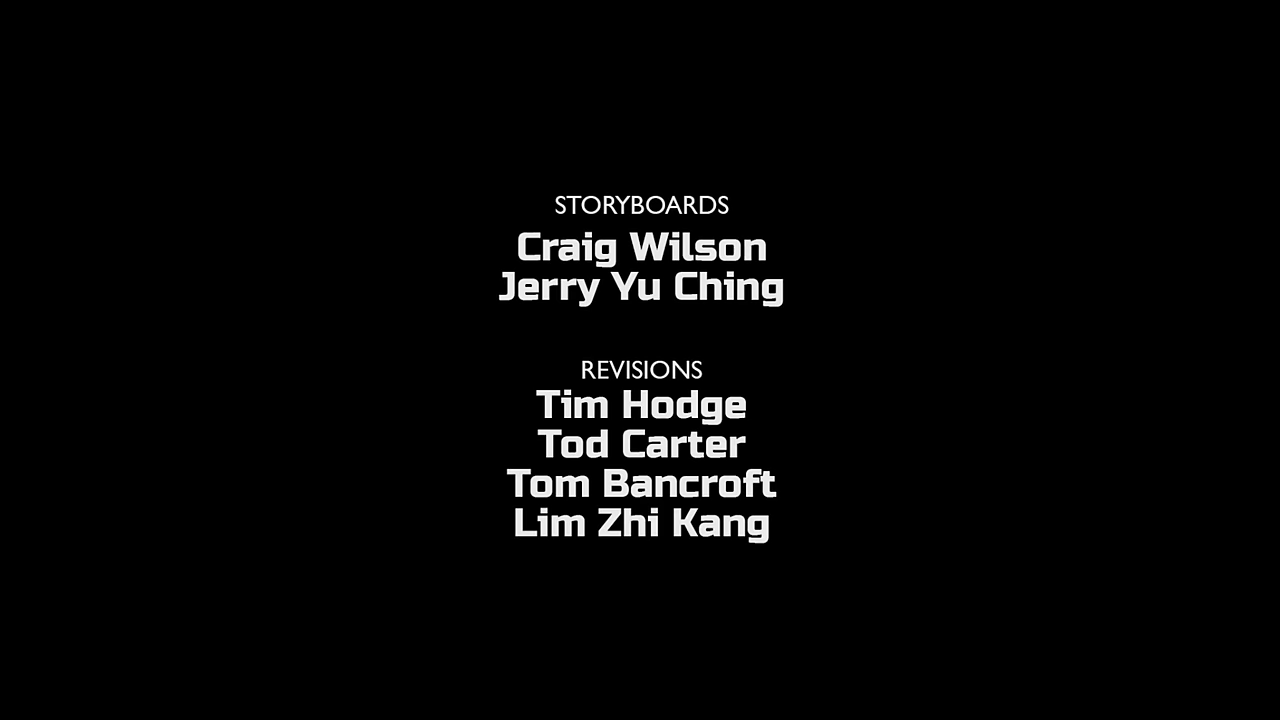 STORYBOARDS
Craig Wilson
Jerry Yu Ching
REVISIONS
Tim Hodge
Tod Carter
Tom Bancroft
Lim Zhi Kang